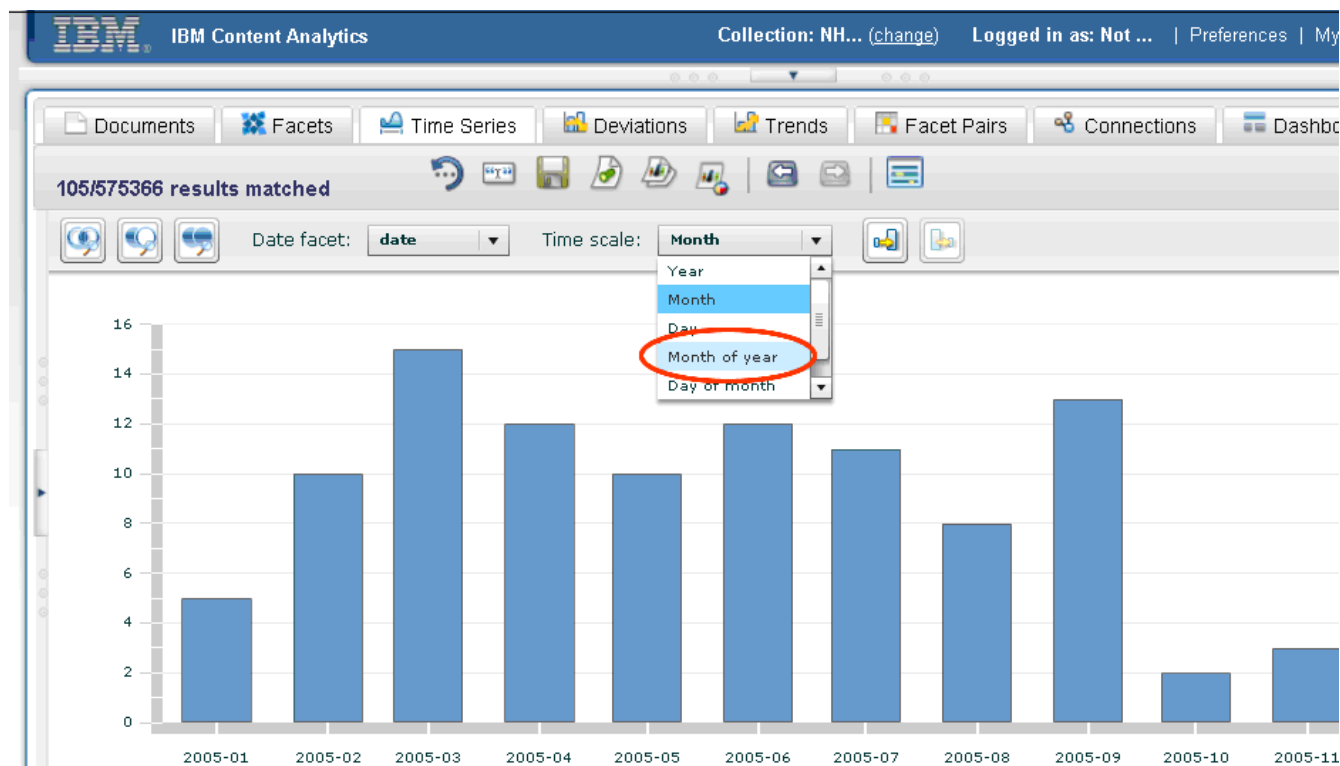 IBM® IBM Content Analytics Collection: NH... (change) Logged in as: Not ... | Preferences | My
Documents Facets Time Series Deviations Trends Facet Pairs Connections Dashbo
105/575366 results matched
Date facet: date Time scale: Month
Year
Month
Day
Month of year
Day of month
16
14
12
10
8
6
4
2
0
2005-01 2005-02 2005-03 2005-04 2005-05 2005-06 2005-07 2005-08 2005-09 2005-10 2005-11